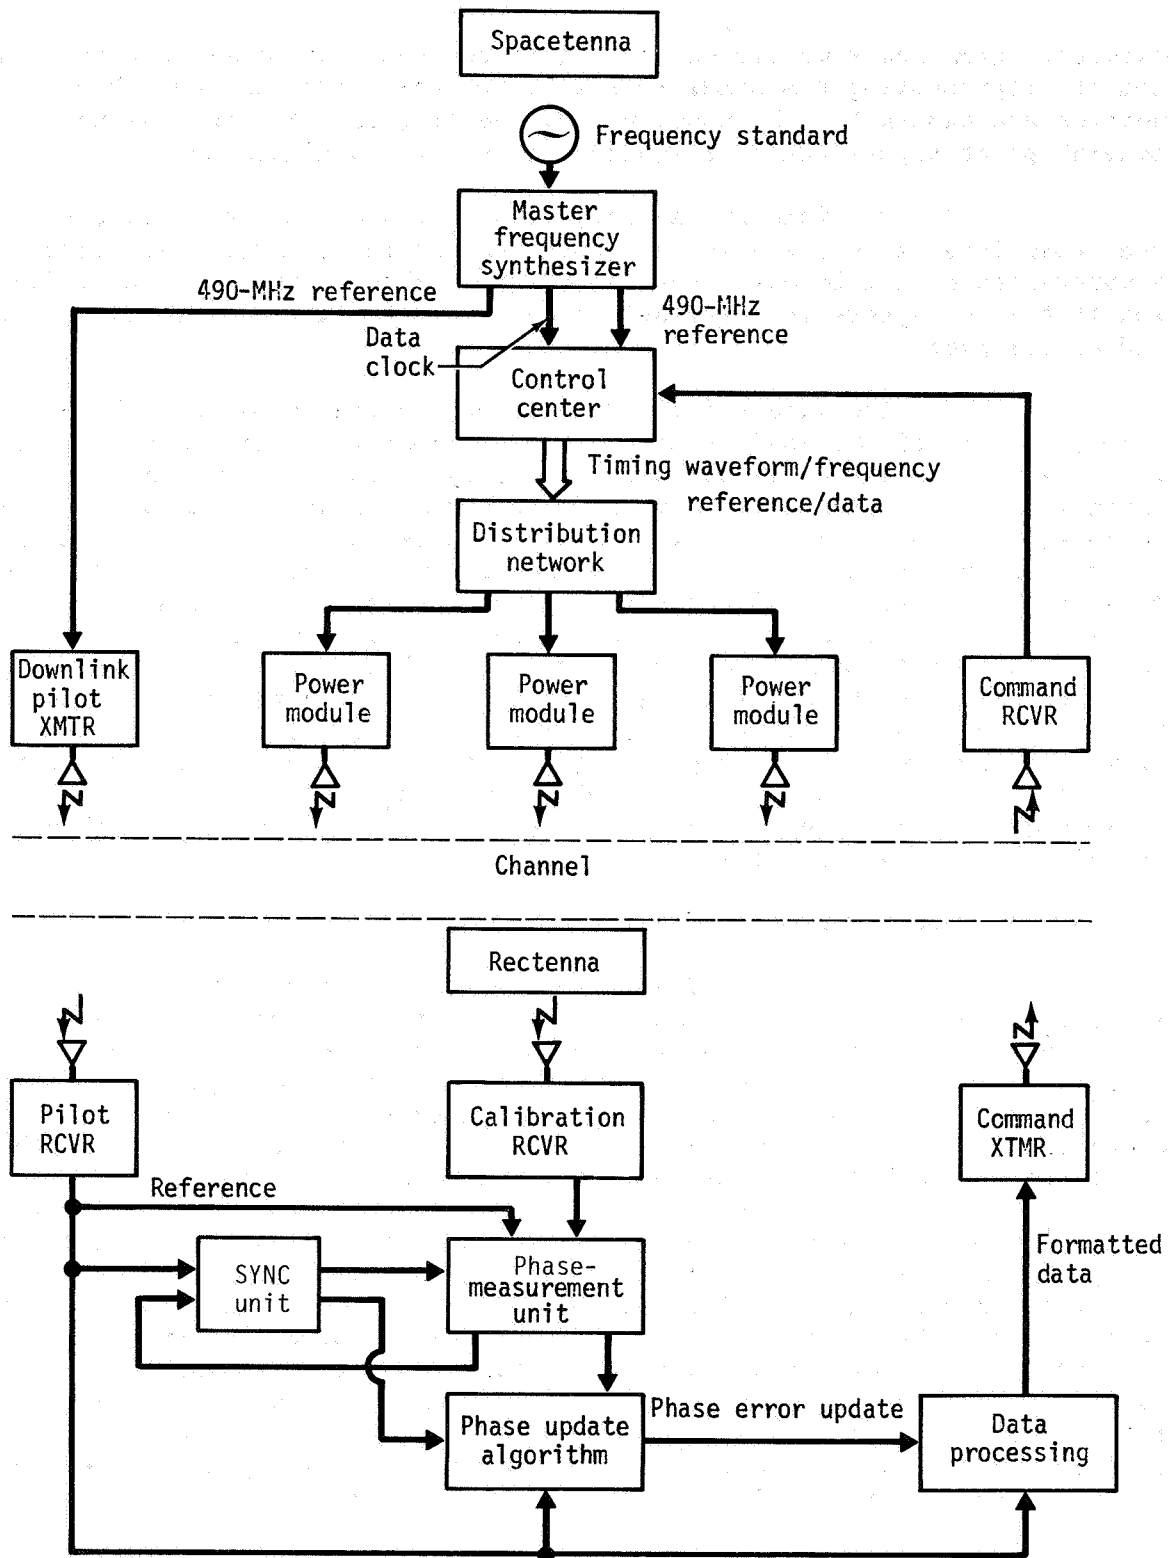 Spacetenna
Frequency standard
Master
frequency
synthesizer
490-MHz reference
490-MHz
reference
Data
clock
Control
center
Timing waveform/frequency
reference/data
Distribution
network
Downlink
pilot
XMTR
Power
module
Power
module
Power
module
Command
RCVR
Channel
Rectenna
Pilot
RCVR
Calibration
RCVR
Command
XTMR
Reference
SYNC
unit
Phase-
measurement
unit
Formatted
data
Phase update
algorithm
Phase error update
Data
processing